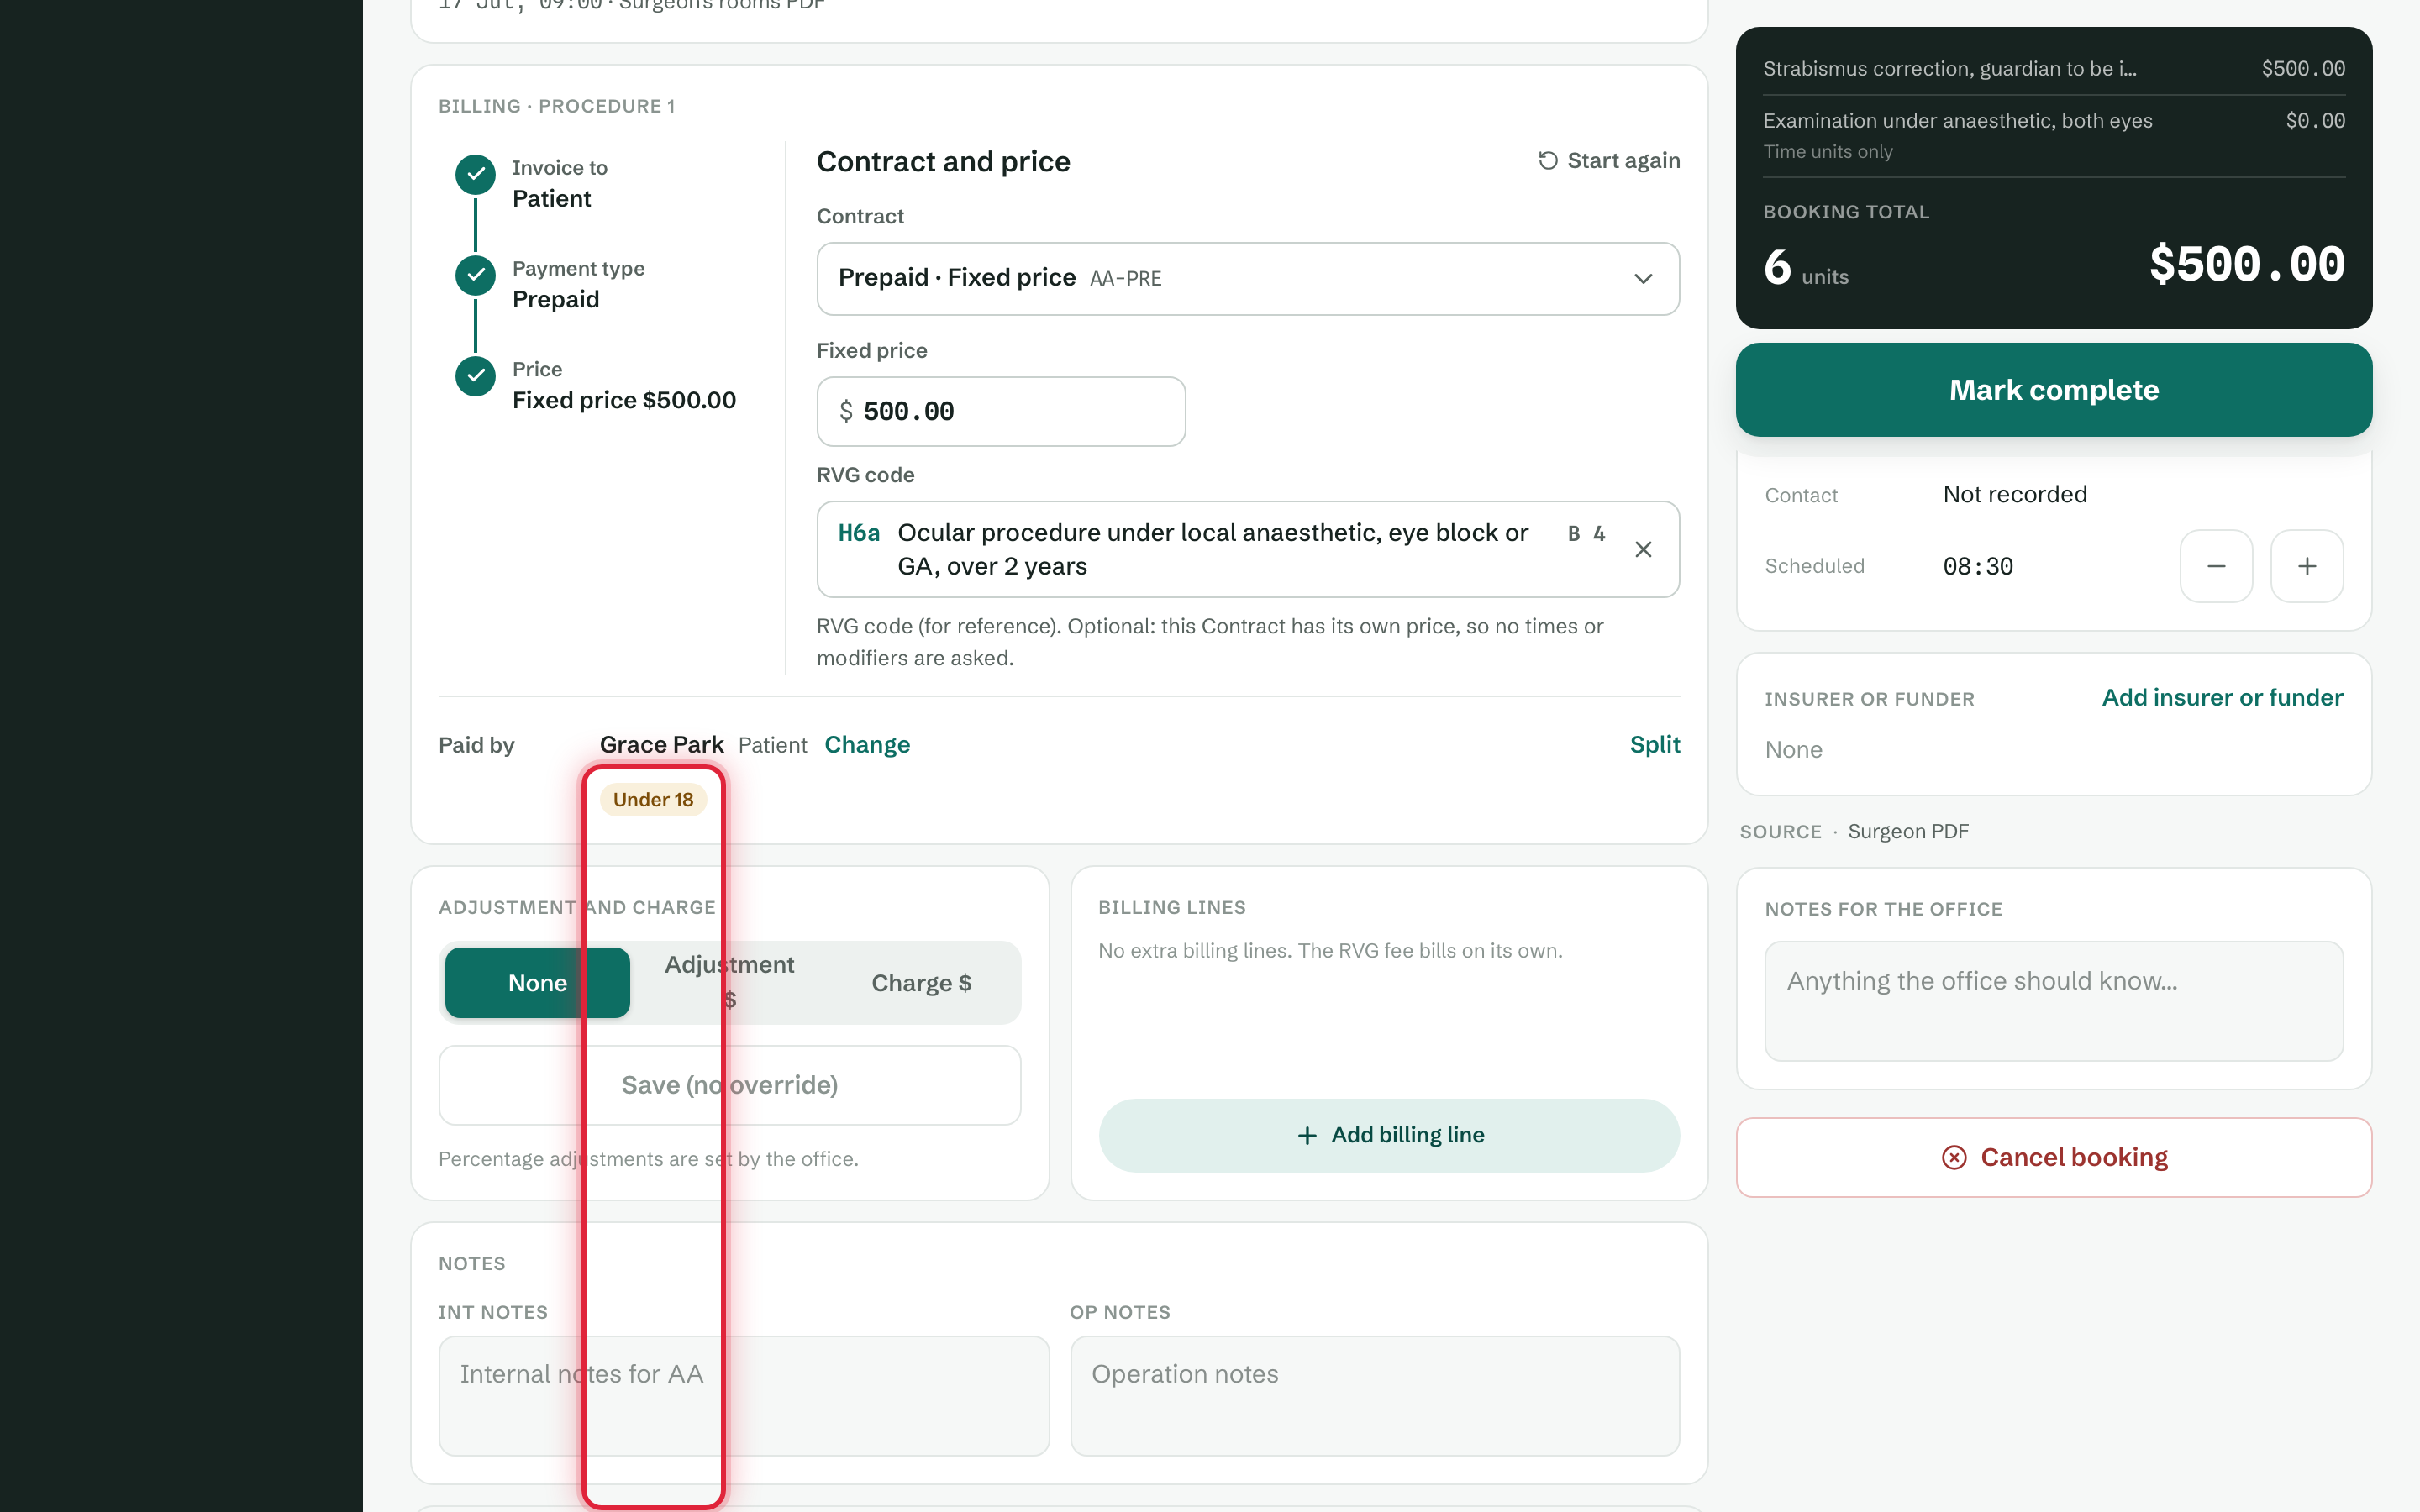 17 Jul, 09:00 · Surgeon's rooms PDF
BILLING · PROCEDURE 1
Invoice to
Patient
Payment type
Prepaid
Price
Fixed price $500.00
Contract and price
Start again
Contract
Prepaid · Fixed price AA-PRE
Fixed price
$ 500.00
RVG code
H6a Ocular procedure under local anaesthetic, eye block or B 4
GA, over 2 years
RVG code (for reference). Optional: this Contract has its own price, so no times or
modifiers are asked.
Paid by Grace Park Patient Change Split
Under 18
ADJUSTMENT AND CHARGE
None
Adjustment
$
Charge $
Save (no override)
Percentage adjustments are set by the office.
BILLING LINES
No extra billing lines. The RVG fee bills on its own.
+ Add billing line
NOTES
INT NOTES
Internal notes for AA
OP NOTES
Operation notes
Strabismus correction, guardian to be i... $500.00
Examination under anaesthetic, both eyes $0.00
Time units only
BOOKING TOTAL
6 units $500.00
Mark complete
Contact Not recorded
Scheduled 08:30 − +
INSURER OR FUNDER Add insurer or funder
None
SOURCE · Surgeon PDF
NOTES FOR THE OFFICE
Anything the office should know...
Cancel booking